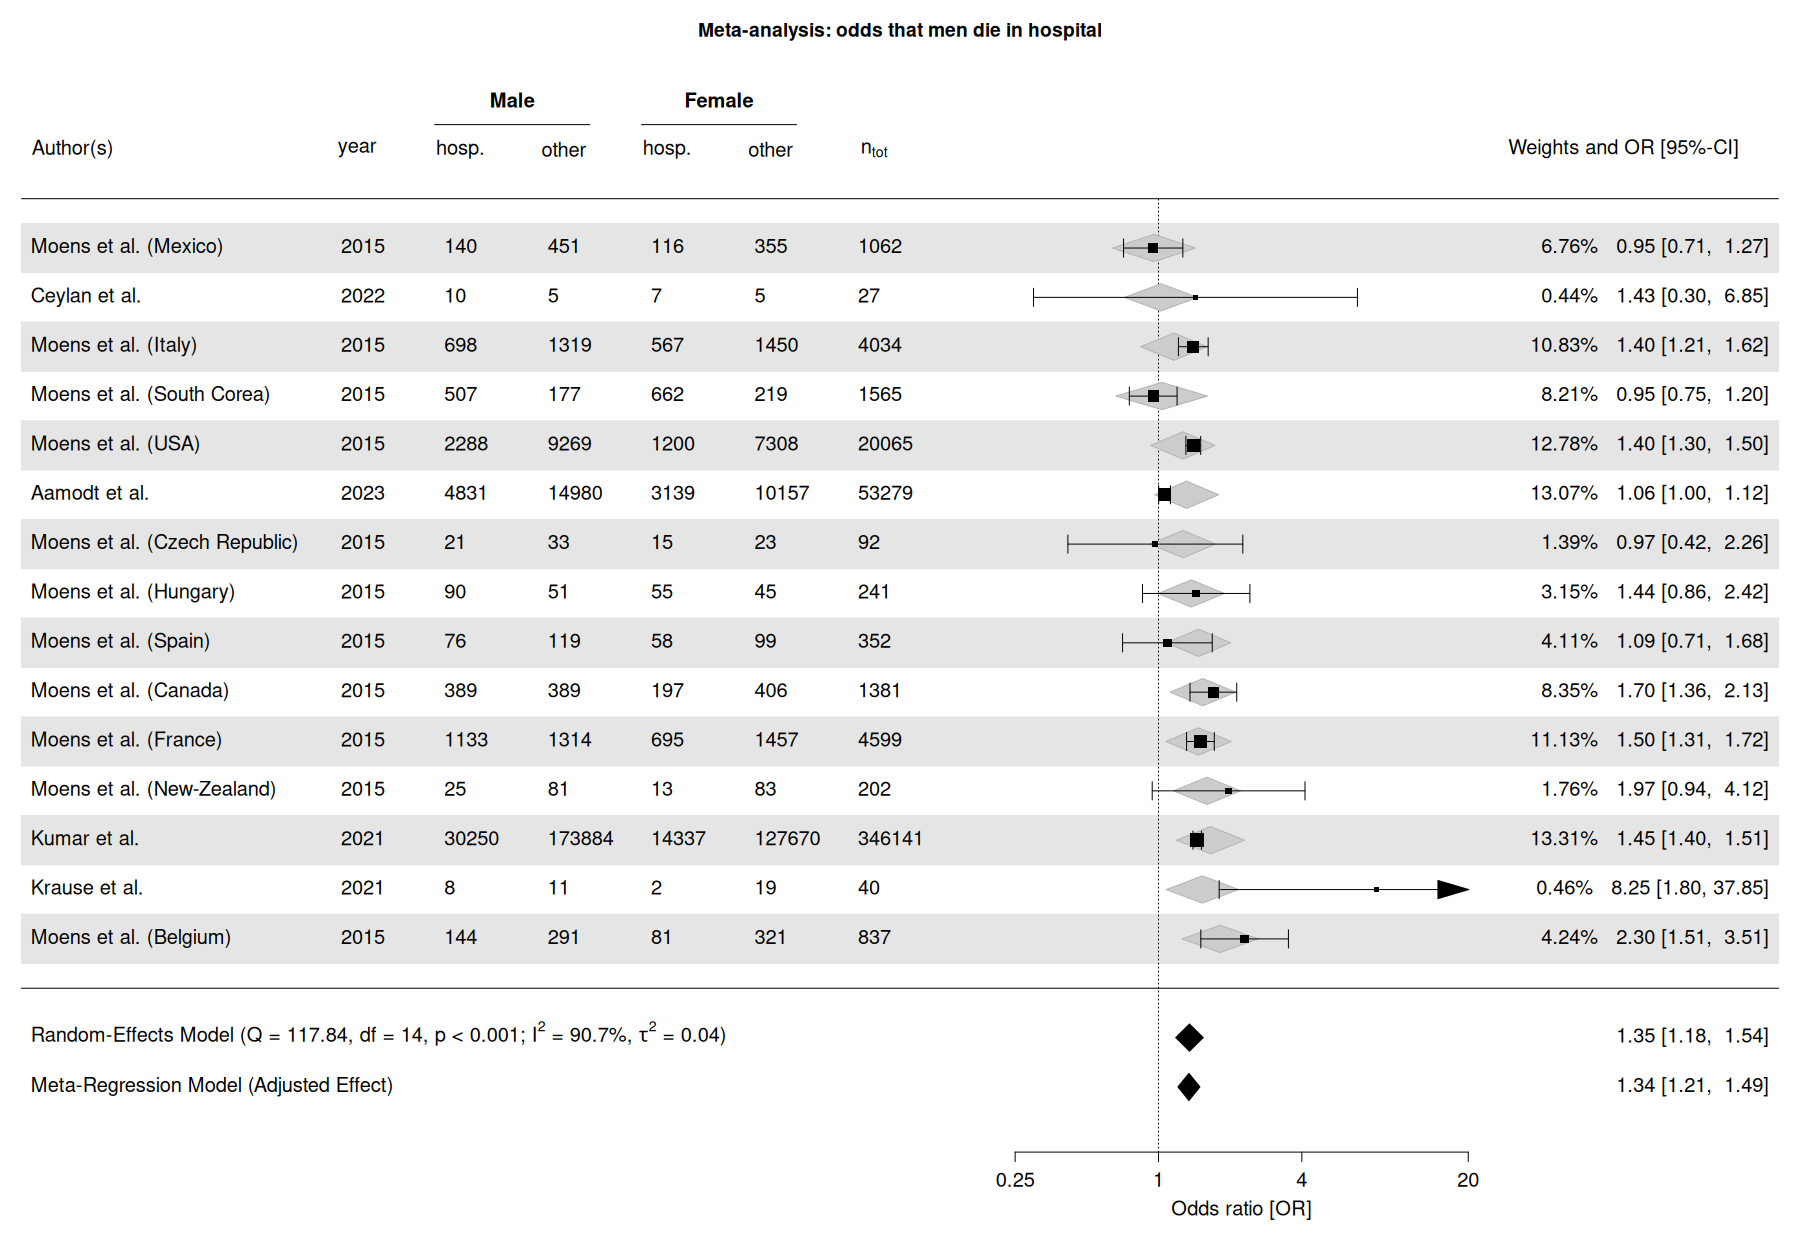 Meta-analysis: odds that men die in hospital
Male Female
Author(s) year hosp. other hosp. other ntot Weights and OR [95%-CI]
Moens et al. (Mexico) 2015 140 451 116 355 1062 6.76% 0.95 [0.71, 1.27]
Ceylan et al. 2022 10 5 7 5 27 0.44% 1.43 [0.30, 6.85]
Moens et al. (Italy) 2015 698 1319 567 1450 4034 10.83% 1.40 [1.21, 1.62]
Moens et al. (South Corea) 2015 507 177 662 219 1565 8.21% 0.95 [0.75, 1.20]
Moens et al. (USA) 2015 2288 9269 1200 7308 20065 12.78% 1.40 [1.30, 1.50]
Aamodt et al. 2023 4831 14980 3139 10157 53279 13.07% 1.06 [1.00, 1.12]
Moens et al. (Czech Republic) 2015 21 33 15 23 92 1.39% 0.97 [0.42, 2.26]
Moens et al. (Hungary) 2015 90 51 55 45 241 3.15% 1.44 [0.86, 2.42]
Moens et al. (Spain) 2015 76 119 58 99 352 4.11% 1.09 [0.71, 1.68]
Moens et al. (Canada) 2015 389 389 197 406 1381 8.35% 1.70 [1.36, 2.13]
Moens et al. (France) 2015 1133 1314 695 1457 4599 11.13% 1.50 [1.31, 1.72]
Moens et al. (New-Zealand) 2015 25 81 13 83 202 1.76% 1.97 [0.94, 4.12]
Kumar et al. 2021 30250 173884 14337 127670 346141 13.31% 1.45 [1.40, 1.51]
Krause et al. 2021 8 11 2 19 40 0.46% 8.25 [1.80, 37.85]
Moens et al. (Belgium) 2015 144 291 81 321 837 4.24% 2.30 [1.51, 3.51]
Random-Effects Model (Q = 117.84, df = 14, p < 0.001; I² = 90.7%, τ² = 0.04) 1.35 [1.18, 1.54]
Meta-Regression Model (Adjusted Effect) 1.34 [1.21, 1.49]
0.25 1 4 20
Odds ratio [OR]